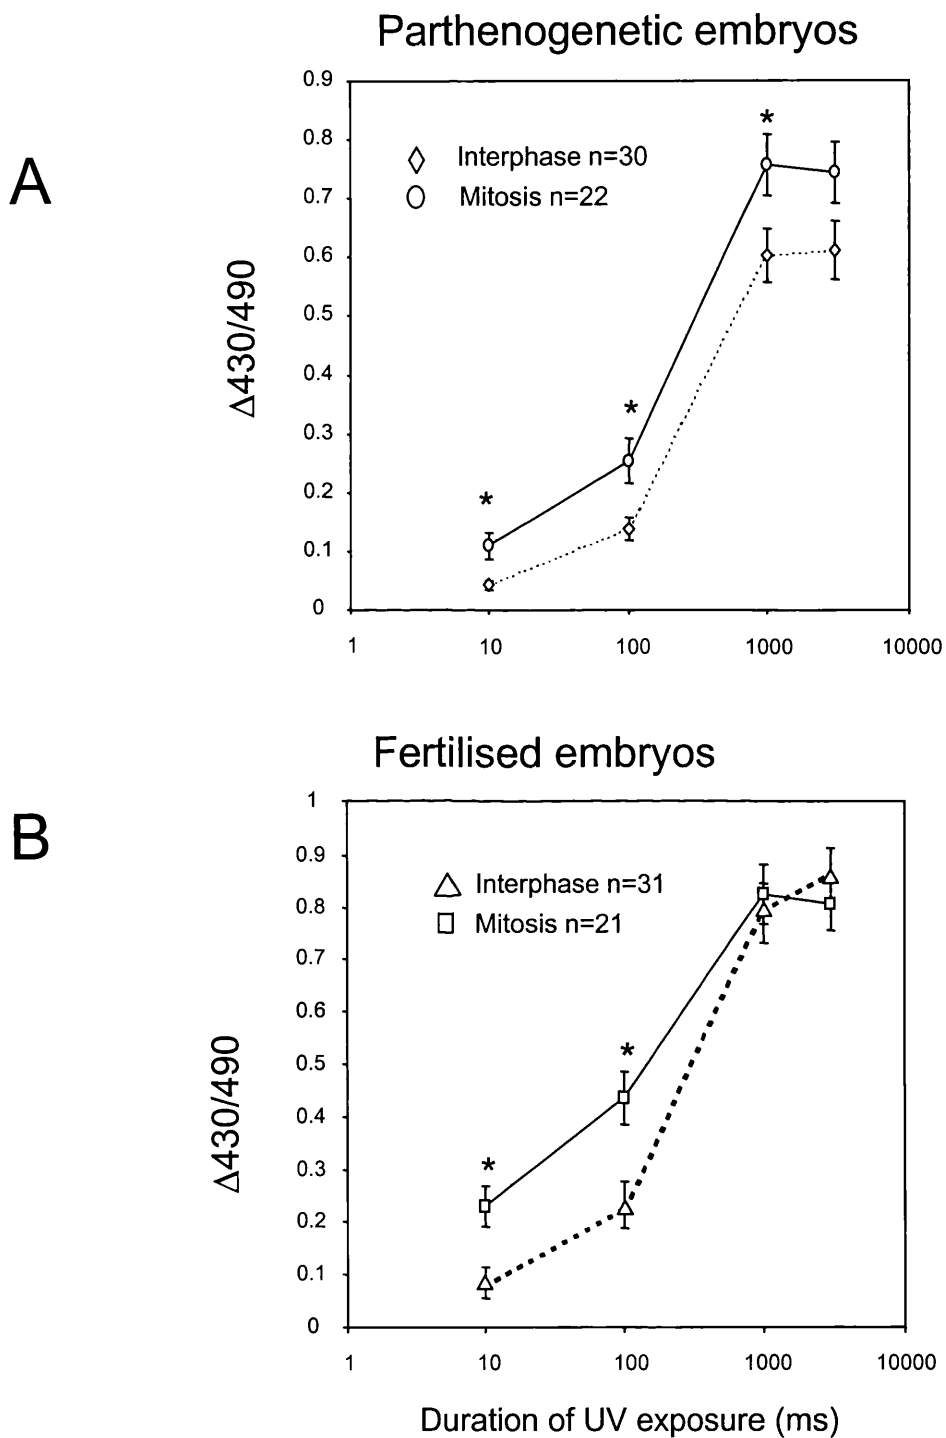 Parthenogenetic embryos
A
0.9
0.8
0.7
0.6
0.5
0.4
0.3
0.2
0.1
0
Δ430/490
Interphase n=30
Mitosis n=22
*
*
*
1 10 100 1000 10000
Fertilised embryos
B
1
0.9
0.8
0.7
0.6
0.5
0.4
0.3
0.2
0.1
0
Δ430/490
Interphase n=31
Mitosis n=21
*
*
1 10 100 1000 10000
Duration of UV exposure (ms)